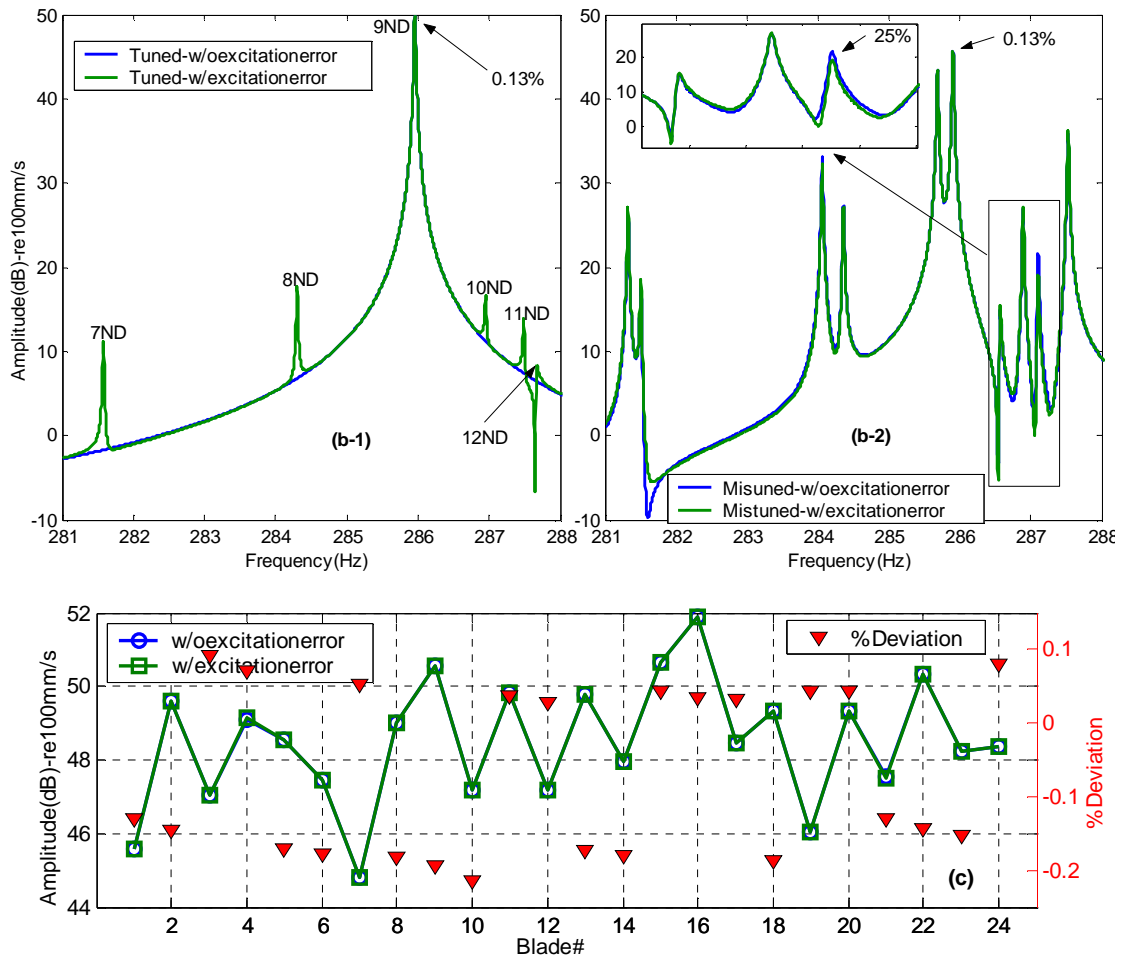 50
40
30
20
10
0
-10
Amplitude(dB)-re100mm/s
Tuned-w/oexcitationerror
Tuned-w/excitationerror
9ND
0.13%
8ND
7ND
10ND
11ND
12ND
(b-1)
281 282 283 284 285 286 287 288
Frequency(Hz)
50
40
30
20
10
0
-10
20
10
0
25%
0.13%
(b-2)
Misuned-w/oexcitationerror
Mistuned-w/excitationerror
281 282 283 284 285 286 287 288
Frequency(Hz)
52
50
48
46
44
Amplitude(dB)-re100mm/s
w/oexcitationerror
w/excitationerror
%Deviation
0.1
0
-0.1
-0.2
%Deviation
(c)
2 4 6 8 10 12 14 16 18 20 22 24
Blade#